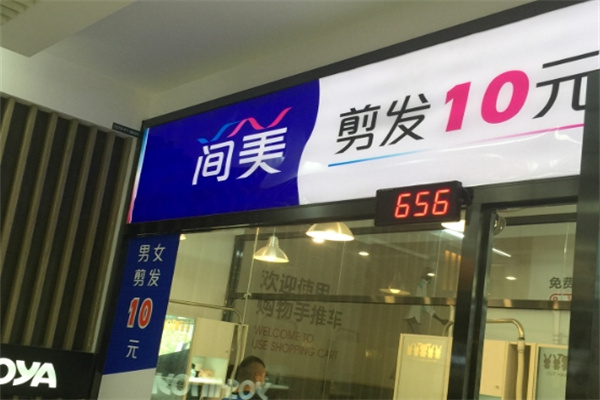 间美
剪发10元
656
男女
剪发
10
元
欢迎使用
购物手推车
WELCOME TO
USE SHOPPING CART
免费
OYA